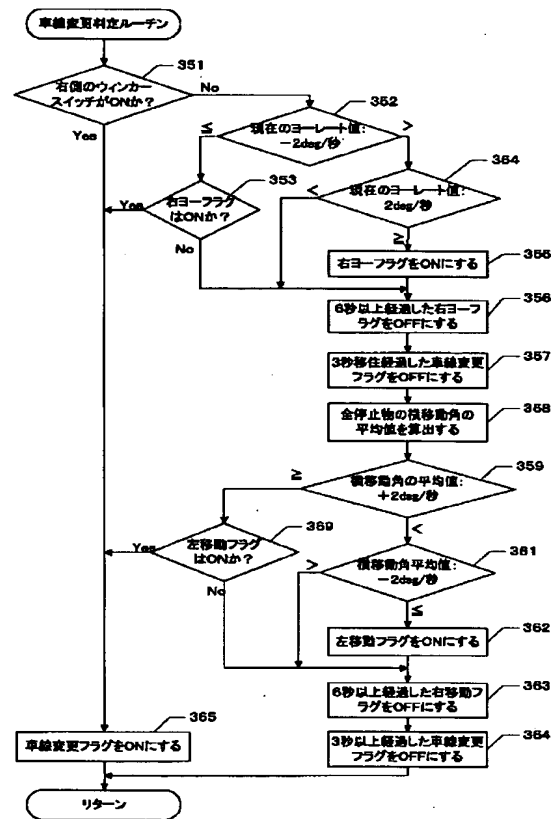 車線変更判定ルーチン
351
右側のウィンカー
スイッチがONか?
No
Yes
352
現在のヨーレート値:
-2deg/秒
≦
>
353
右ヨーフラグ
はONか?
Yes
No
364
現在のヨーレート値:
2deg/秒
<
≧
355
右ヨーフラグをONにする
356
6秒以上経過した右ヨーフ
ラグをOFFにする
357
3秒移住経過した車線変更
フラグをOFFにする
358
全停止物の横移動角の
平均値を算出する
359
横移動角の平均値:
+2deg/秒
≧
<
369
左移動フラグ
はONか?
Yes
No
361
横移動角平均値:
-2deg/秒
>
≦
362
左移動フラグをONにする
363
6秒以上経過した右移動フ
ラグをOFFにする
364
3秒以上経過した車線変更
フラグをOFFにする
365
車線変更フラグをONにする
リターン